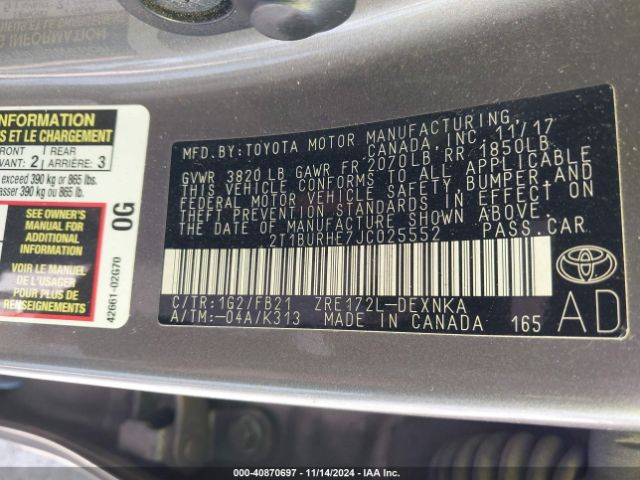 INFORMATION
S ET LE CHARGEMENT
FRONT 1 REAR
AVANT: 2 ARRIÈRE: 3
exceed 390 kg or 865 lbs.
passer 390 kg ou 865 lb.
SEE OWNER'S
MANUAL FOR
ADDITIONAL
INFORMATION
VOIR LE MANUEL
DE L'USAGER
POUR PLUS DE
RENSEIGNEMENTS
0G
42661-02G70
MFD.BY:TOYOTA MOTOR MANUFACTURING,
CANADA, INC. 11/17
GVWR 3820 LB GAWR FR 2070LB RR 1850LB
THIS VEHICLE CONFORMS TO ALL APPLICABLE
FEDERAL MOTOR VEHICLE SAFETY, BUMPER, AND
THEFT PREVENTION STANDARDS IN EFFECT ON
THE DATE OF MANUFACTURE SHOWN ABOVE.
2T1BURHE7JC025552 PASS.CAR
C/TR:1G2/FB21 ZRE172L-DEXNKA
A/TM:-04A/K313 MADE IN CANADA 165
AD
000-40870697 - 11/14/2024 - IAA Inc.